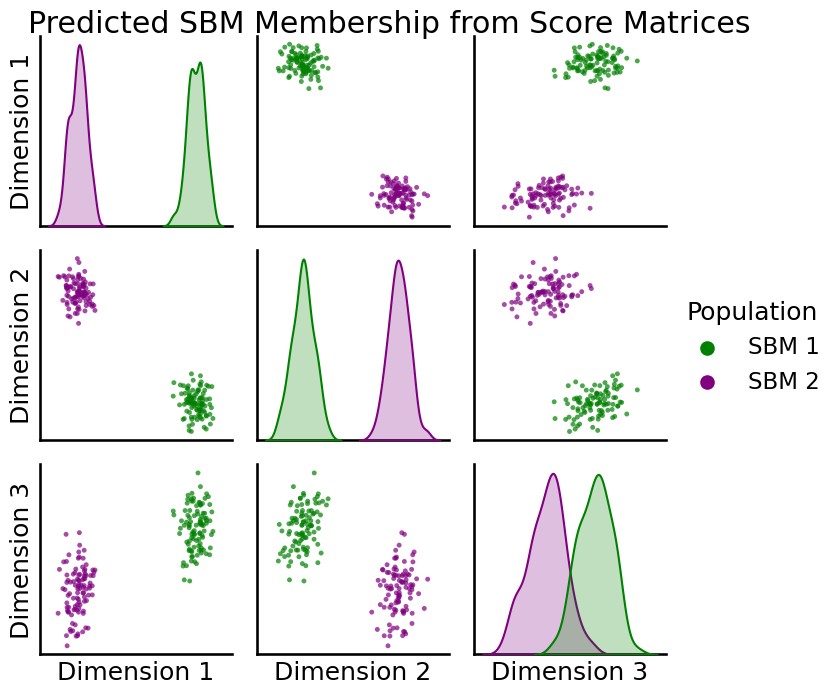 Predicted SBM Membership from Score Matrices
Dimension 1
Dimension 2
Dimension 3
Population
SBM 1
SBM 2
Dimension 1
Dimension 2
Dimension 3